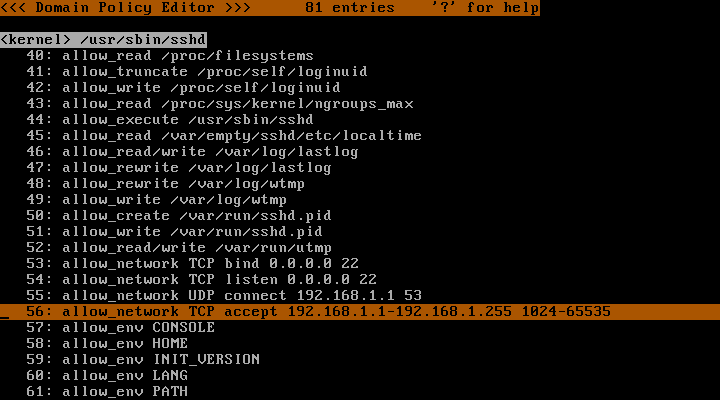 <<< Domain Policy Editor >>>      81 entries    '?' for help
<kernel> /usr/sbin/sshd
40: allow_read /proc/filesystems
41: allow_truncate /proc/self/loginuid
42: allow_write /proc/self/loginuid
43: allow_read /proc/sys/kernel/ngroups_max
44: allow_execute /usr/sbin/sshd
45: allow_read /var/empty/sshd/etc/localtime
46: allow_read/write /var/log/lastlog
47: allow_rewrite /var/log/lastlog
48: allow_rewrite /var/log/wtmp
49: allow_write /var/log/wtmp
50: allow_create /var/run/sshd.pid
51: allow_write /var/run/sshd.pid
52: allow_read/write /var/run/utmp
53: allow_network TCP bind 0.0.0.0 22
54: allow_network TCP listen 0.0.0.0 22
55: allow_network UDP connect 192.168.1.1 53
56: allow_network TCP accept 192.168.1.1-192.168.1.255 1024-65535
57: allow_env CONSOLE
58: allow_env HOME
59: allow_env INIT_VERSION
60: allow_env LANG
61: allow_env PATH